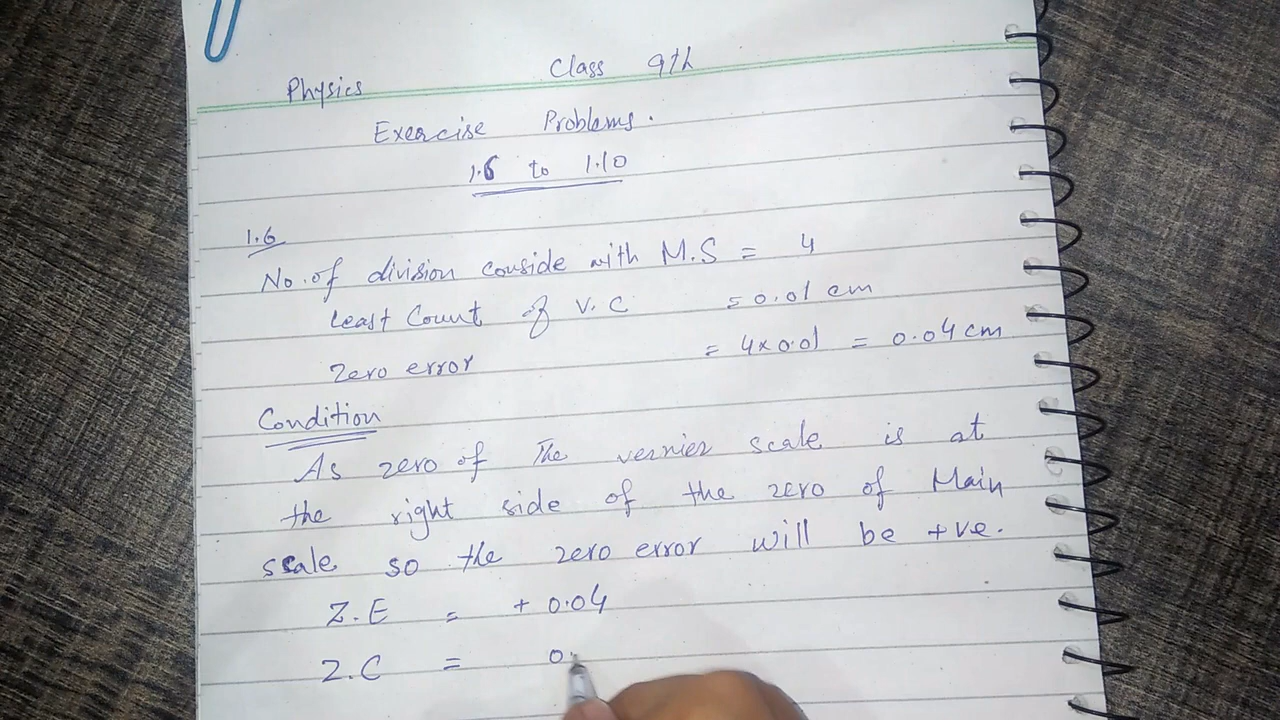 Class 9th
Physics
Exercise Problems.
1.6 to 1.10
1.6
No. of division conside with M.S = 4
Least Count of V.C = 0.01 cm
Zero error = 4x0.01 = 0.04 cm
Condition
As zero of The vernier scale is at
the right side of the zero of Main
scale so the zero error will be +ve.
Z.E = + 0.04
Z.C = 0.